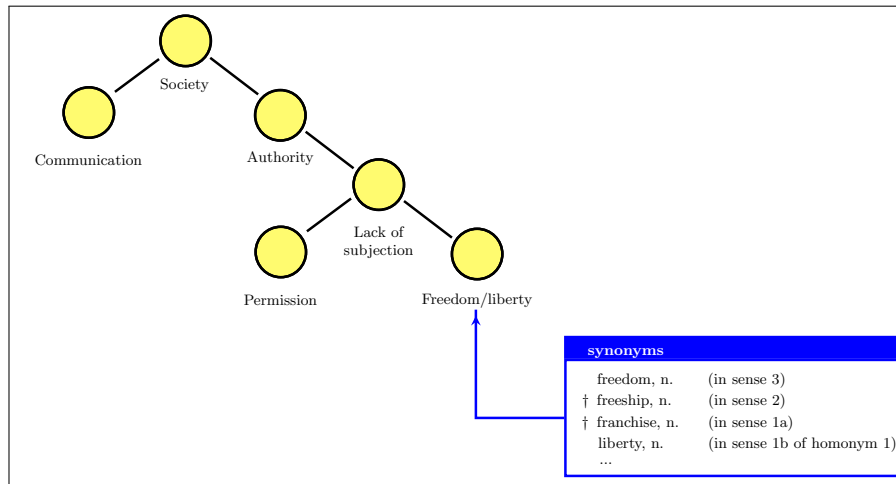 Society
Communication
Authority
Lack of
subjection
Permission
Freedom/liberty
synonyms
freedom, n. (in sense 3)
† freeship, n. (in sense 2)
† franchise, n. (in sense 1a)
liberty, n. (in sense 1b of homonym 1)
...